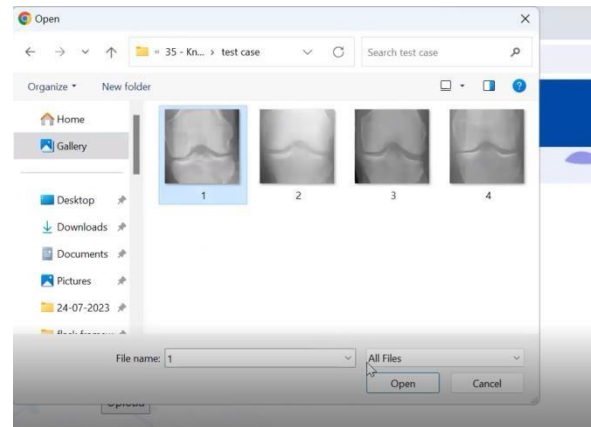 Open
« 35 - Kn... › test case
Search test case
Organize
New folder
Home
Gallery
Desktop
Downloads
Documents
Pictures
24-07-2023
1
2
3
4
File name: 1
All Files
Open
Cancel
Upload